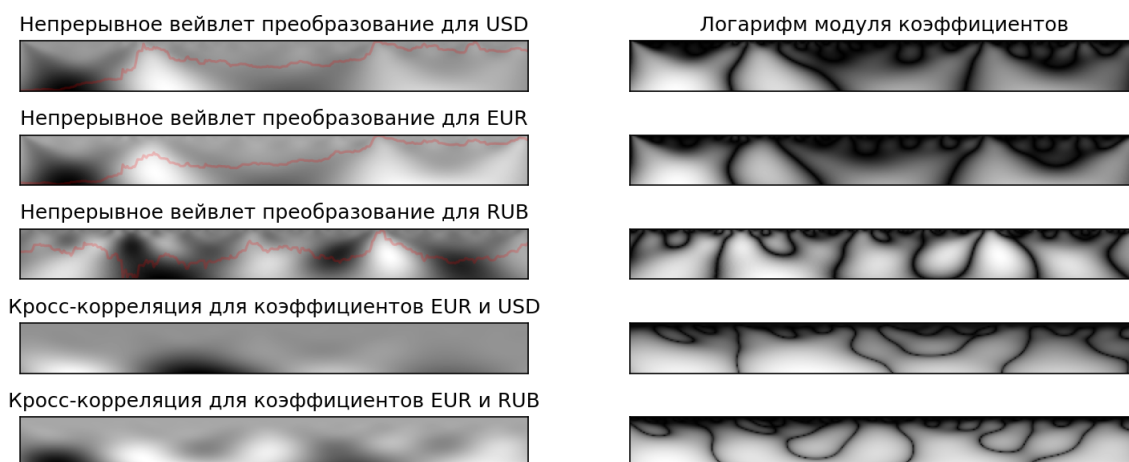 Непрерывное вейвлет преобразование для USD
Логарифм модуля коэффициентов
Непрерывное вейвлет преобразование для EUR
Непрерывное вейвлет преобразование для RUB
Кросс-корреляция для коэффициентов EUR и USD
Кросс-корреляция для коэффициентов EUR и RUB